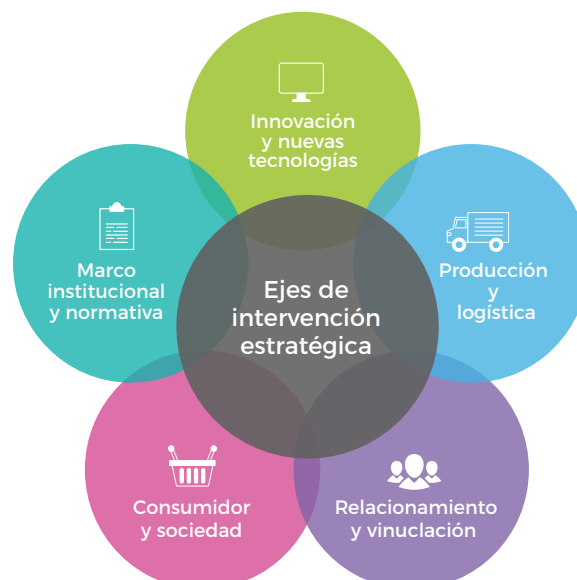 Innovación
y nuevas
tecnologías
Marco
institucional
y normativa
Producción
y
logística
Ejes de
intervención
estratégica
Consumidor
y sociedad
Relacionamiento
y vinuclación